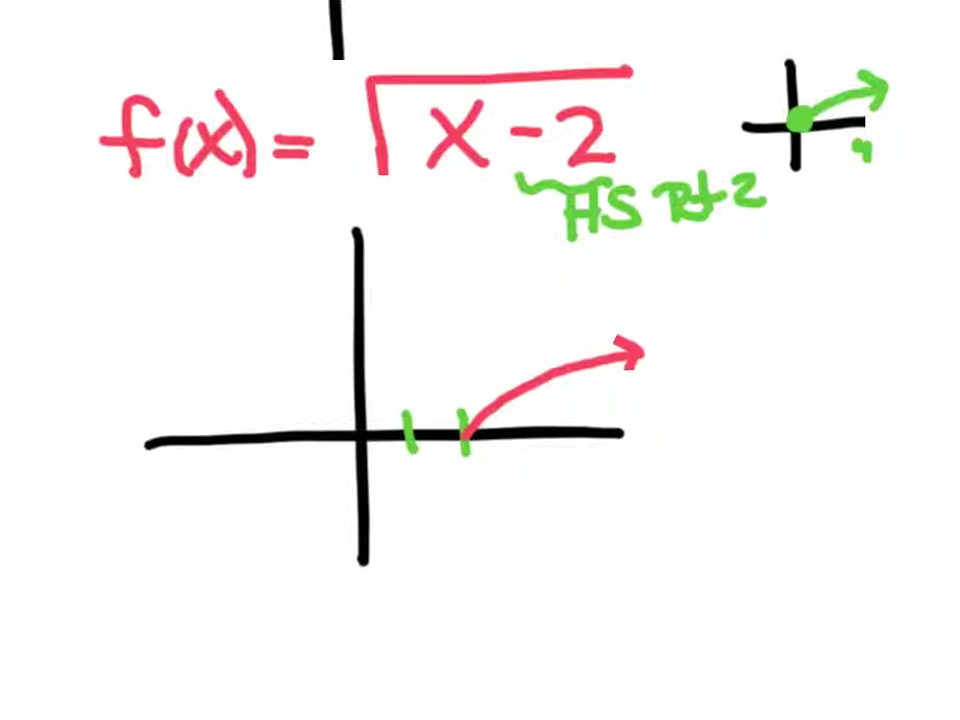 f(x) = √x - 2
HS Rt 2